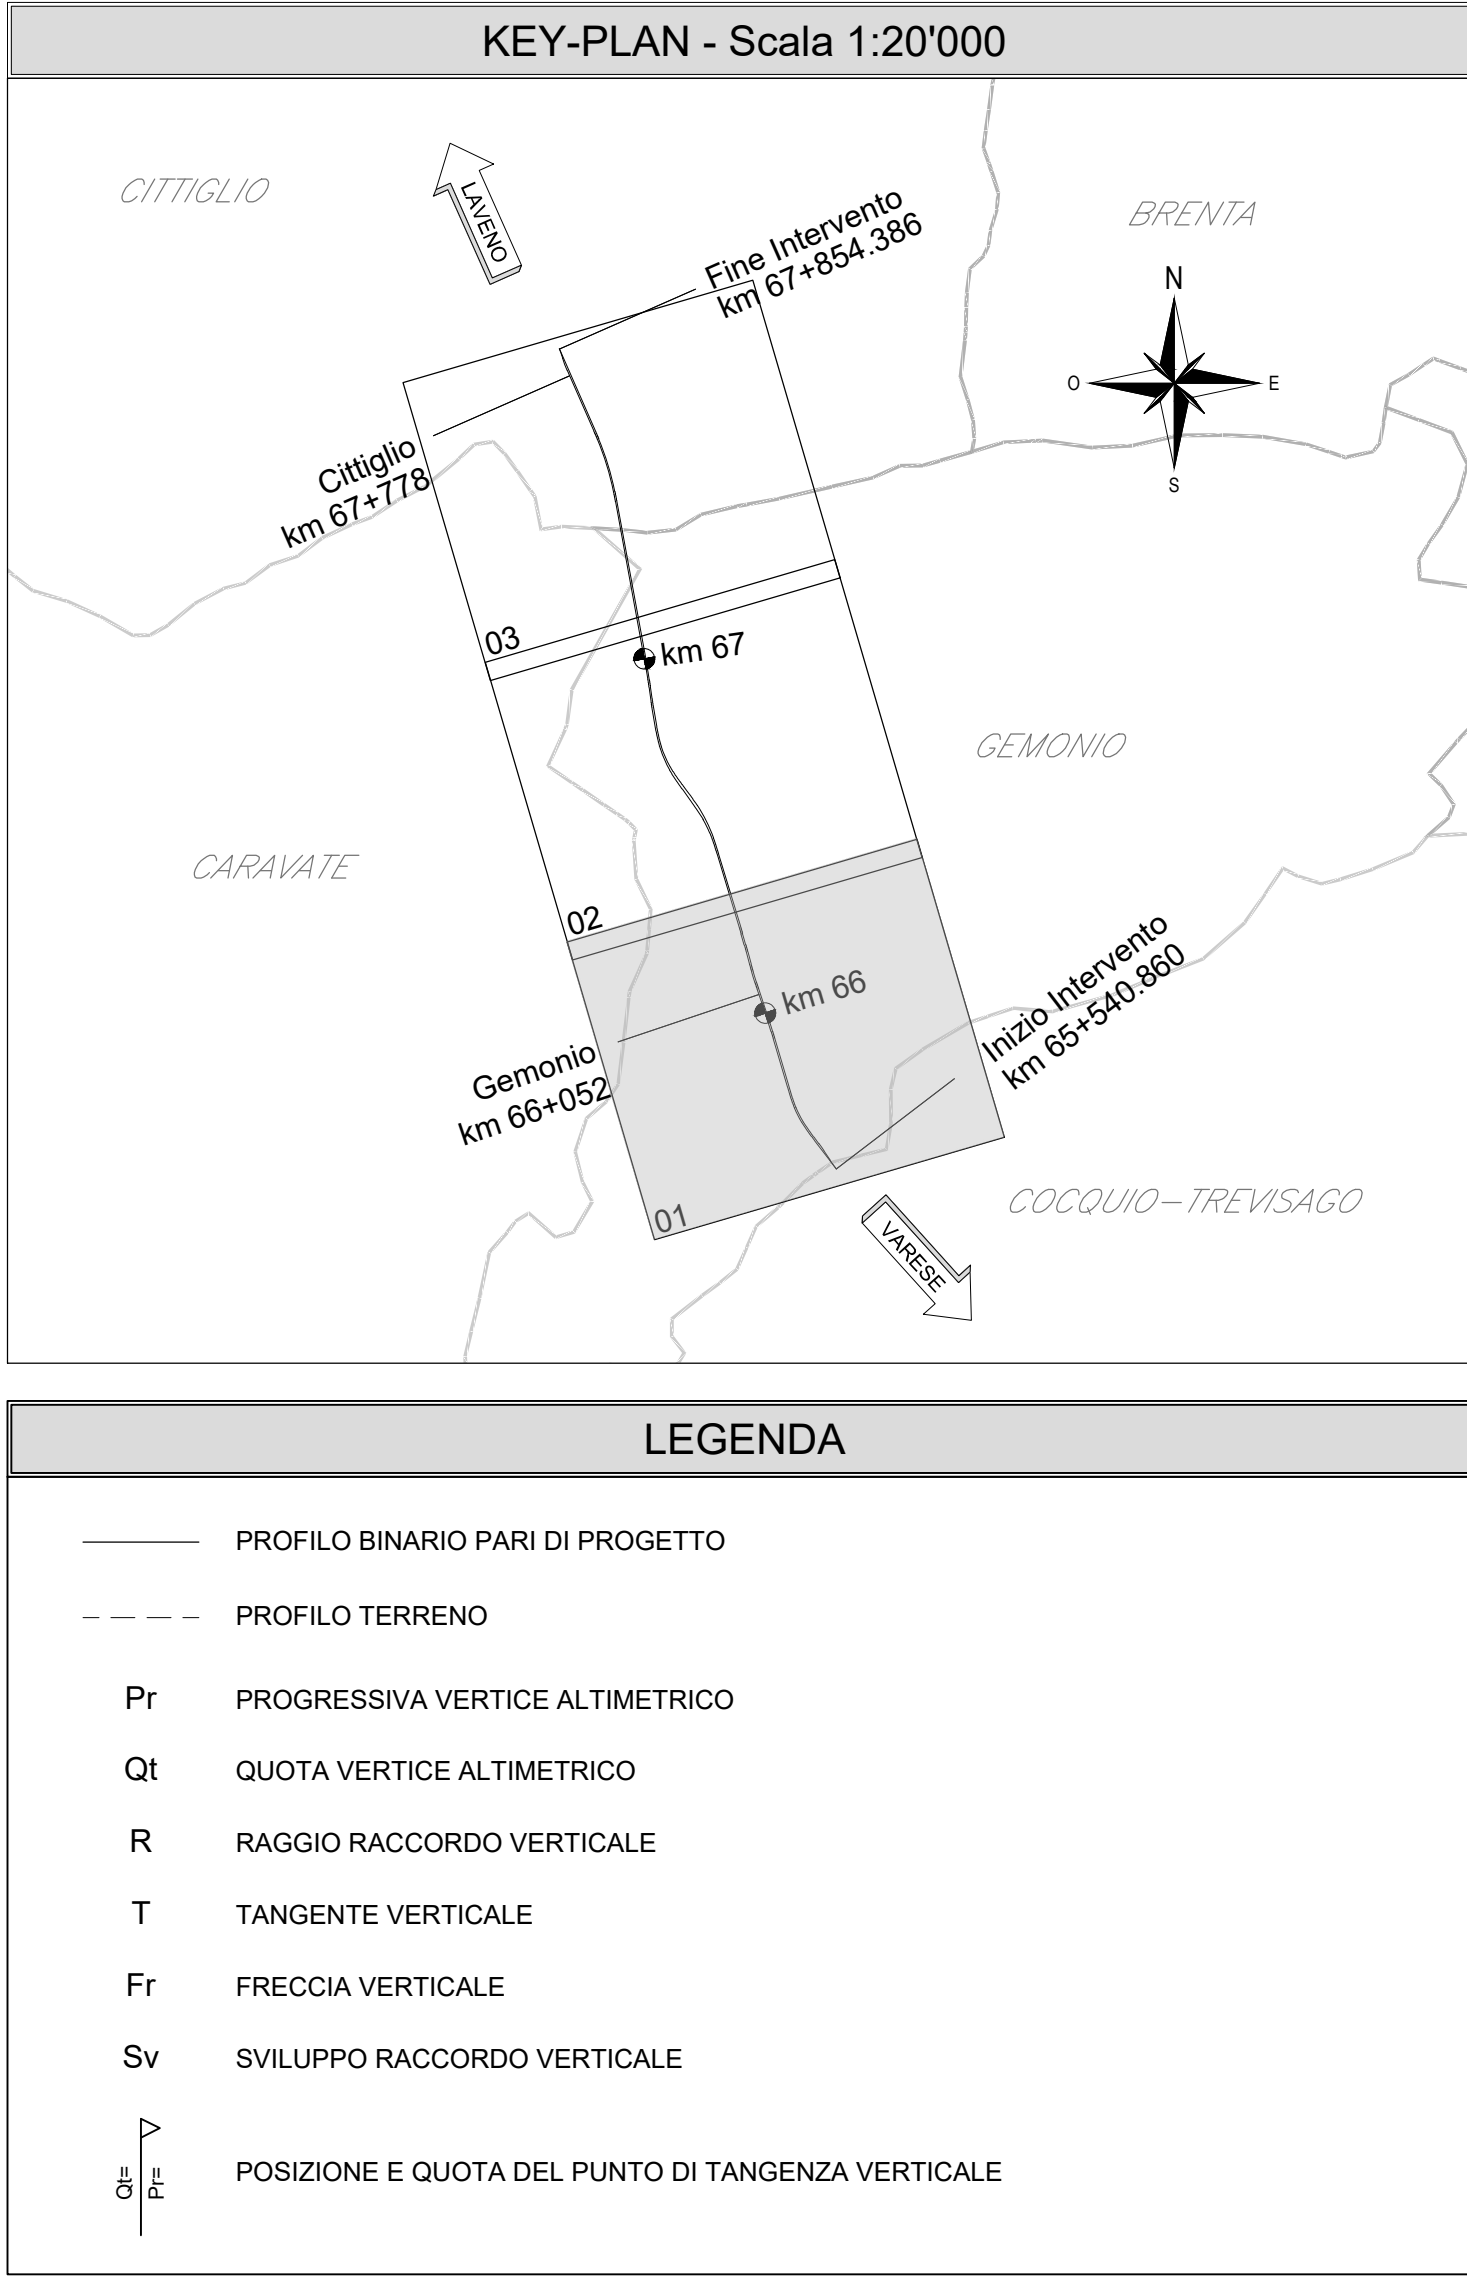 KEY-PLAN - Scala 1:20'000
CITTIGLIO
LAVENO
BRENTA
Fine Intervento
km 67+854.386
N
O
E
S
Cittiglio
km 67+778
03
km 67
GEMONIO
CARAVATE
02
km 66
Inizio Intervento
km 65+540.860
Gemonio
km 66+052
01
COCQUIO-TREVISAGO
VARESE
LEGENDA
PROFILO BINARIO PARI DI PROGETTO
PROFILO TERRENO
Pr PROGRESSIVA VERTICE ALTIMETRICO
Qt QUOTA VERTICE ALTIMETRICO
R RAGGIO RACCORDO VERTICALE
T TANGENTE VERTICALE
Fr FRECCIA VERTICALE
Sv SVILUPPO RACCORDO VERTICALE
Qt=
Pr=
POSIZIONE E QUOTA DEL PUNTO DI TANGENZA VERTICALE